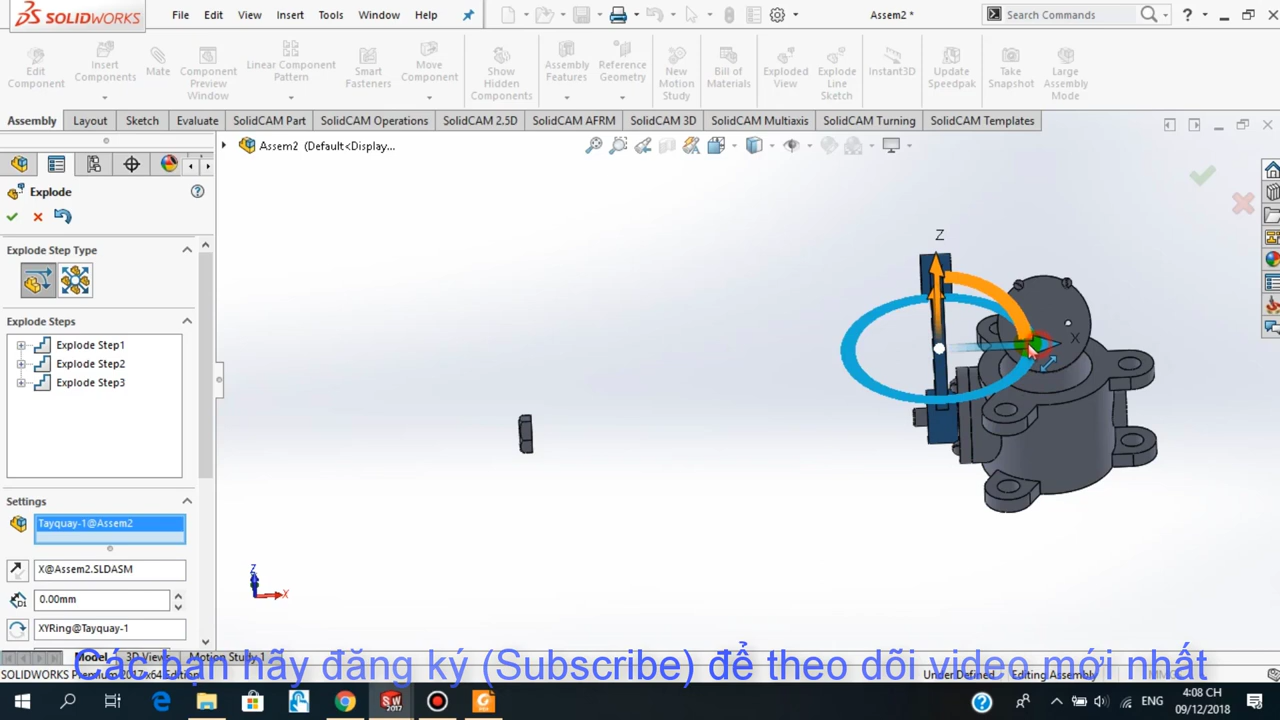 SOLIDWORKS File Edit View Insert Tools Window Help Assem2 * Search Commands
Edit Component
Insert Components
Mate
Component Preview Window
Linear Component Pattern
Smart Fasteners
Move Component
Show Hidden Components
Assembly Features
Reference Geometry
New Motion Study
Bill of Materials
Exploded View
Explode Line Sketch
Instant3D
Update Speedpak
Take Snapshot
Large Assembly Mode
Assembly Layout Sketch Evaluate SolidCAM Part SolidCAM Operations SolidCAM 2.5D SolidCAM AFRM SolidCAM 3D SolidCAM Multiaxis SolidCAM Turning SolidCAM Templates
Assem2 (Default<Display...
Explode
Explode Step Type
Explode Steps
Explode Step1
Explode Step2
Explode Step3
Settings
Tayquay-1@Assem2
X@Assem2.SLDASM
D1 0.00mm
XYRing@Tayquay-1
Z
X
Z
X
Model 3D Views Motion Study 1
Các bạn hãy đăng ký (Subscribe) để theo dõi video mới nhất
SOLIDWORKS Premium 2017 x64 Edition Under Defined Editing Assembly
ENG
4:08 CH
09/12/2018